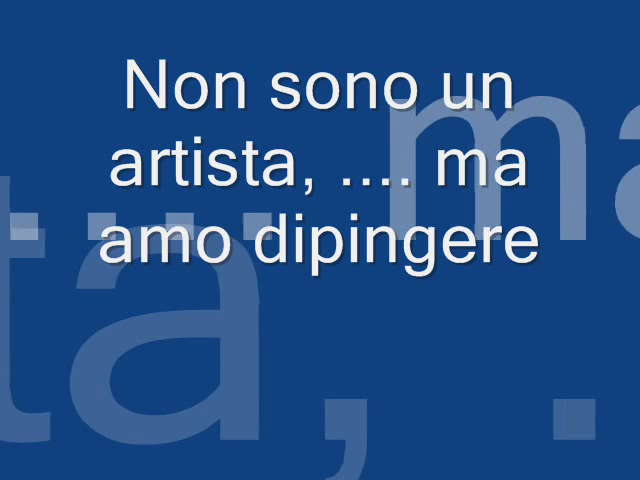 Non sono un
artista, .... ma
amo dipingere